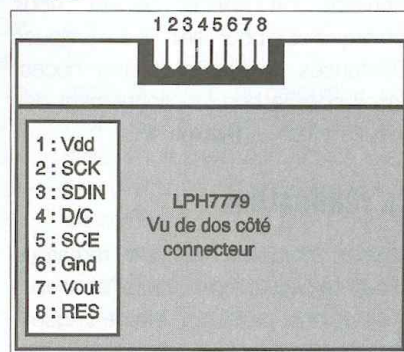 12345678
1 : Vdd
2 : SCK
3 : SDIN
4 : D/C
5 : SCE
6 : Gnd
7 : Vout
8 : RES
LPH7779
Vu de dos côté
connecteur